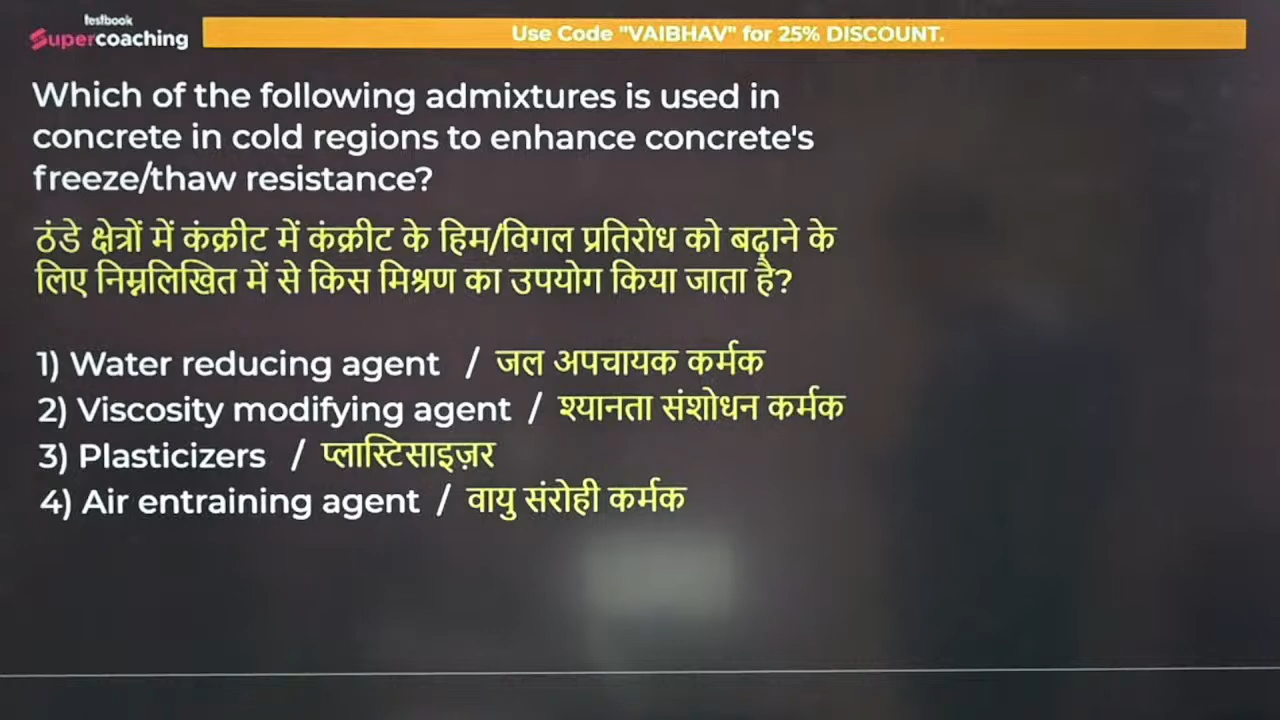 testbook
Supercoaching
Use Code "VAIBHAV" for 25% DISCOUNT.
Which of the following admixtures is used in
concrete in cold regions to enhance concrete's
freeze/thaw resistance?
ठंडे क्षेत्रों में कंक्रीट में कंक्रीट के हिम/विगल प्रतिरोध को बढ़ाने के
लिए निम्नलिखित में से किस मिश्रण का उपयोग किया जाता है?
1) Water reducing agent / जल अपचायक कर्मक
2) Viscosity modifying agent / श्यानता संशोधन कर्मक
3) Plasticizers / प्लास्टिसाइज़र
4) Air entraining agent / वायु संरोही कर्मक